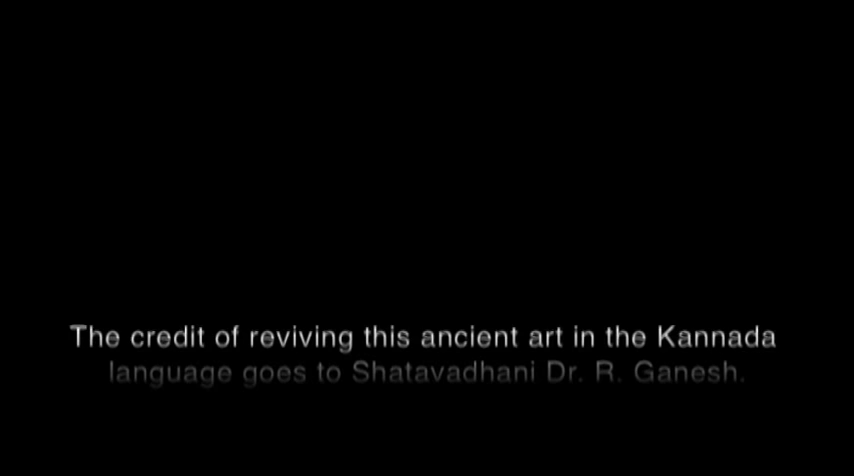 The credit of reviving this ancient art in the Kannada
language goes to Shatavadhani Dr. R. Ganesh.